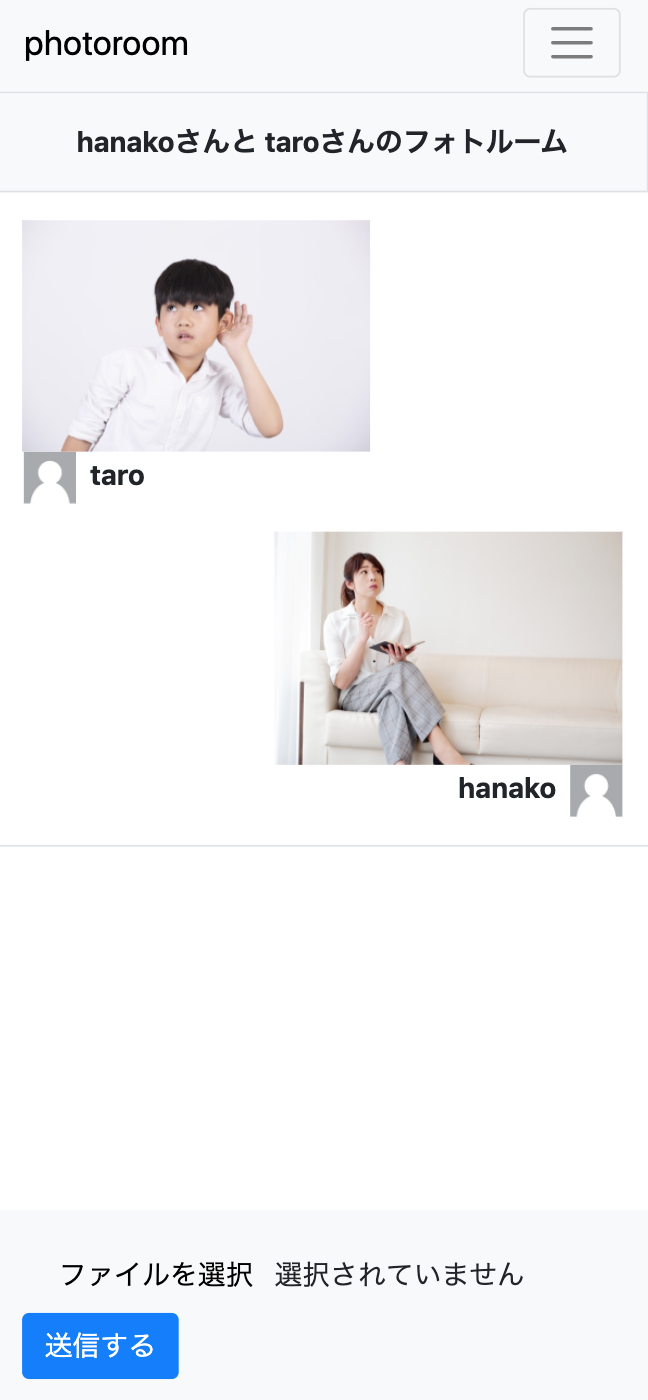 photoroom
hanakoさんと taroさんのフォトルーム
taro
hanako
ファイルを選択 選択されていません
送信する